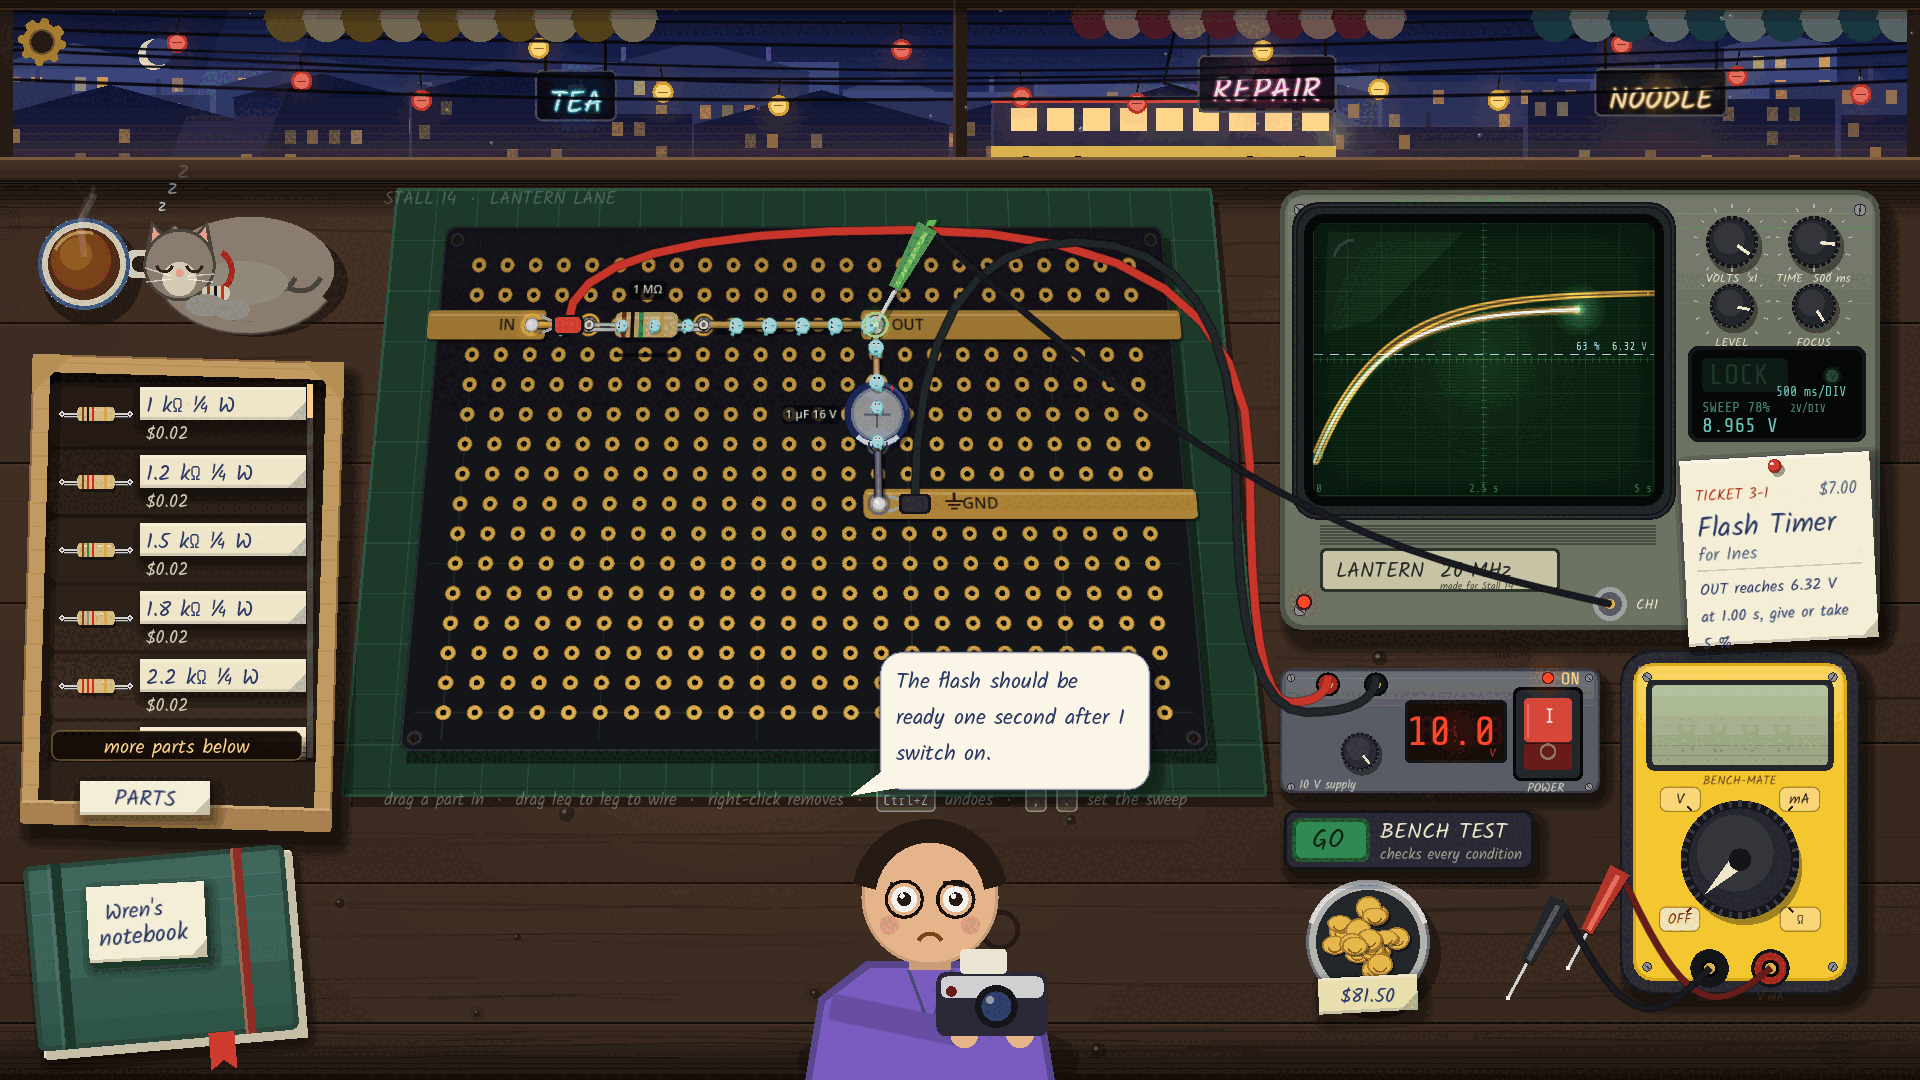 TEA
REPAIR
NOODLE
z
z
z
STALL 14 · LANTERN LANE
1 MΩ
IN
OUT
1 µF 16 V
GND
1 kΩ ¼ W
$0.02
1.2 kΩ ¼ W
$0.02
1.5 kΩ ¼ W
$0.02
1.8 kΩ ¼ W
$0.02
2.2 kΩ ¼ W
$0.02
more parts below
PARTS
Wren's
notebook
drag a part in · drag leg to leg to wire · right-click removes · Ctrl+Z undoes · , . set the sweep
The flash should be
ready one second after I
switch on.
63 % 6.32 V
0 2.5 s 5 s
VOLTS x1 TIME 500 ms
LEVEL FOCUS
LOCK
500 ms/DIV
SWEEP 78% 2V/DIV
8.965 V
LANTERN 20 MHz
made for Stall 14
CH1
TICKET 3-1 $7.00
Flash Timer
for Ines
OUT reaches 6.32 V
at 1.00 s, give or take
5 %
ON
10.0
V
I
10 V supply
POWER
GO
BENCH TEST
checks every condition
$81.50
BENCH-MATE
V mA
OFF Ω